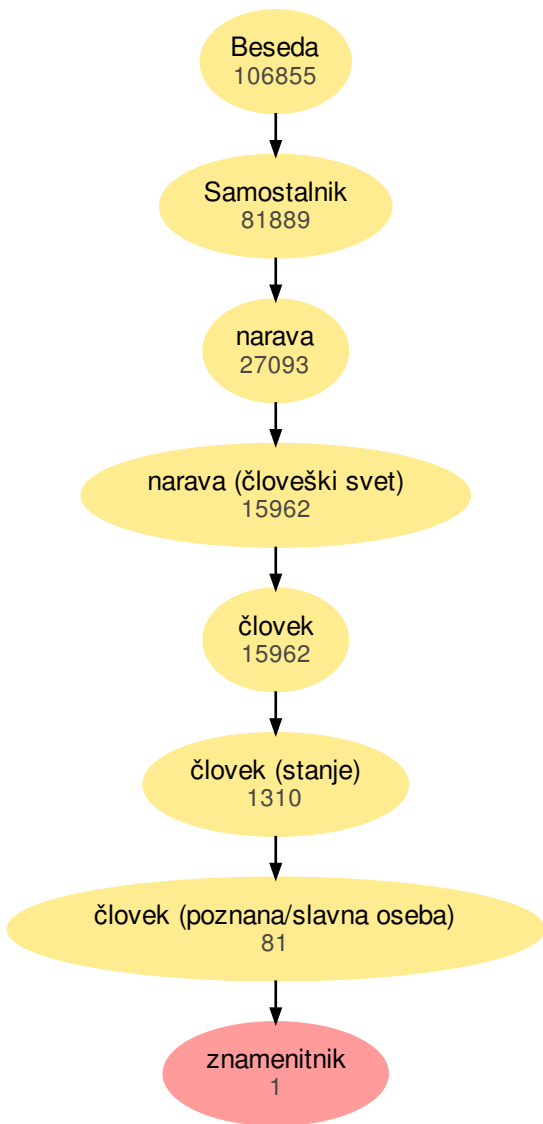 Beseda
106855
Samostalnik
81889
narava
27093
narava (človeški svet)
15962
človek
15962
človek (stanje)
1310
človek (poznana/slavna oseba)
81
znamenitnik
1